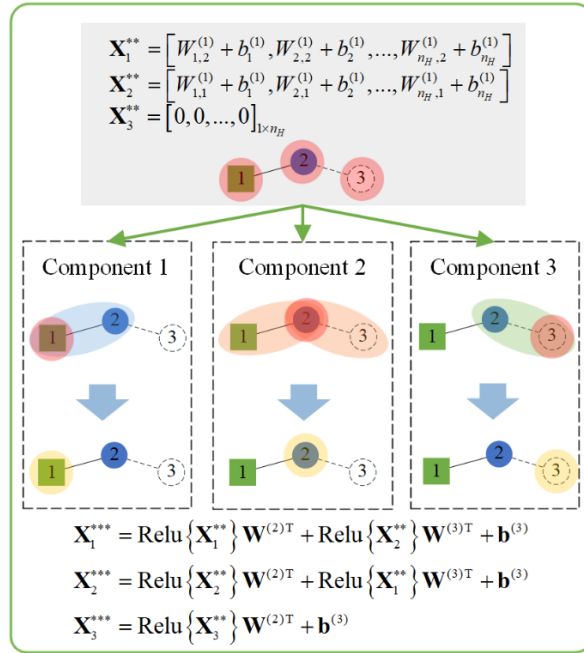 X₁** = [W₁,₂⁽¹⁾ + b₁⁽¹⁾, W₂,₂⁽¹⁾ + b₂⁽¹⁾, ..., W_{n_H,2}⁽¹⁾ + b_{n_H}⁽¹⁾]
X₂** = [W₁,₁⁽¹⁾ + b₁⁽¹⁾, W₂,₁⁽¹⁾ + b₂⁽¹⁾, ..., W_{n_H,1}⁽¹⁾ + b_{n_H}⁽¹⁾]
X₃** = [0, 0, ..., 0]_{1×n_H}
1 2 3
Component 1 Component 2 Component 3
1 2 3 1 2 3 1 2 3
1 2 3 1 2 3 1 2 3
X₁*** = Relu{X₁**} W⁽²⁾ᵀ + Relu{X₂**} W⁽³⁾ᵀ + b⁽³⁾
X₂*** = Relu{X₂**} W⁽²⁾ᵀ + Relu{X₁**} W⁽³⁾ᵀ + b⁽³⁾
X₃*** = Relu{X₃**} W⁽²⁾ᵀ + b⁽³⁾